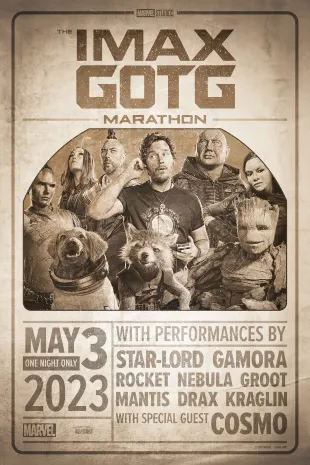 MARVEL STUDIOS
THE
IMAX
GOTG
MARATHON
MAY 3
ONE NIGHT ONLY
2023
WITH PERFORMANCES BY
STAR-LORD GAMORA
ROCKET NEBULA GROOT
MANTIS DRAX KRAGLIN
WITH SPECIAL GUEST COSMO
MARVEL